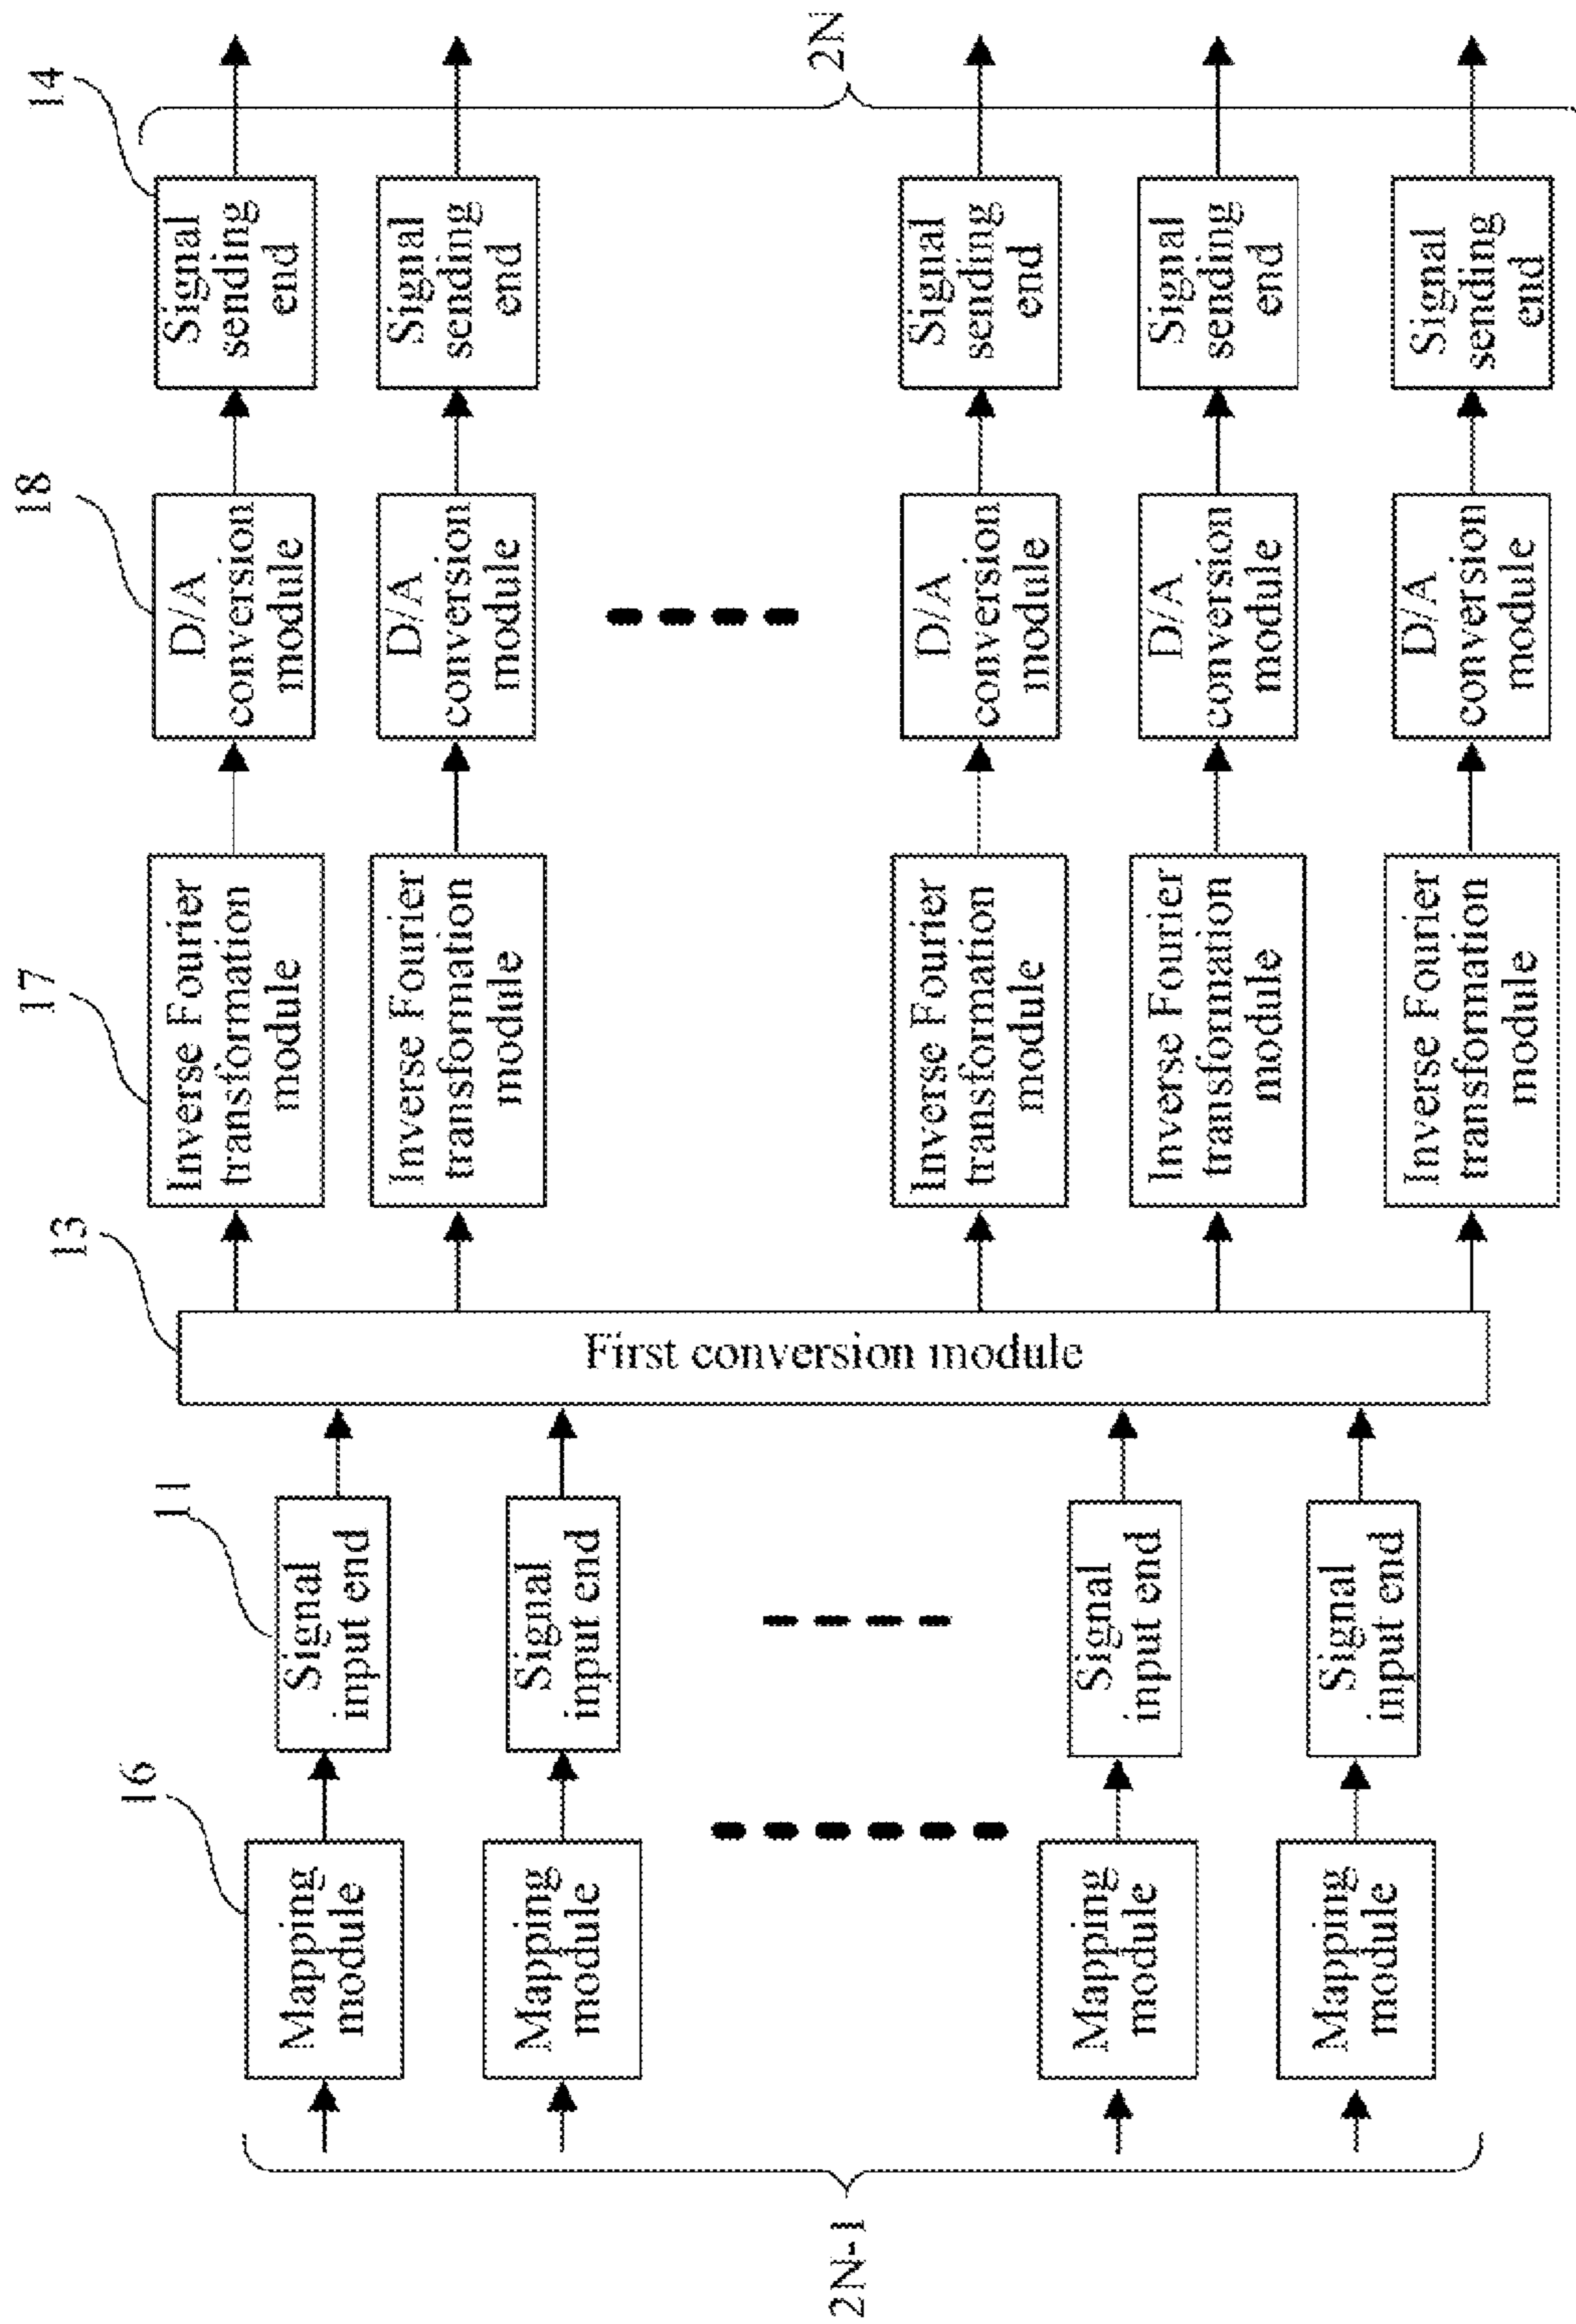 2N-1
16
Mapping
module
Mapping
module
Mapping
module
Mapping
module
11
Signal
input end
Signal
input end
Signal
input end
Signal
input end
13
First conversion module
17
Inverse Fourier
transformation
module
Inverse Fourier
transformation
module
Inverse Fourier
transformation
module
Inverse Fourier
transformation
module
Inverse Fourier
transformation
module
18
D/A
conversion
module
D/A
conversion
module
D/A
conversion
module
D/A
conversion
module
D/A
conversion
module
14
Signal
sending
end
Signal
sending
end
Signal
sending
end
Signal
sending
end
Signal
sending
end
2N